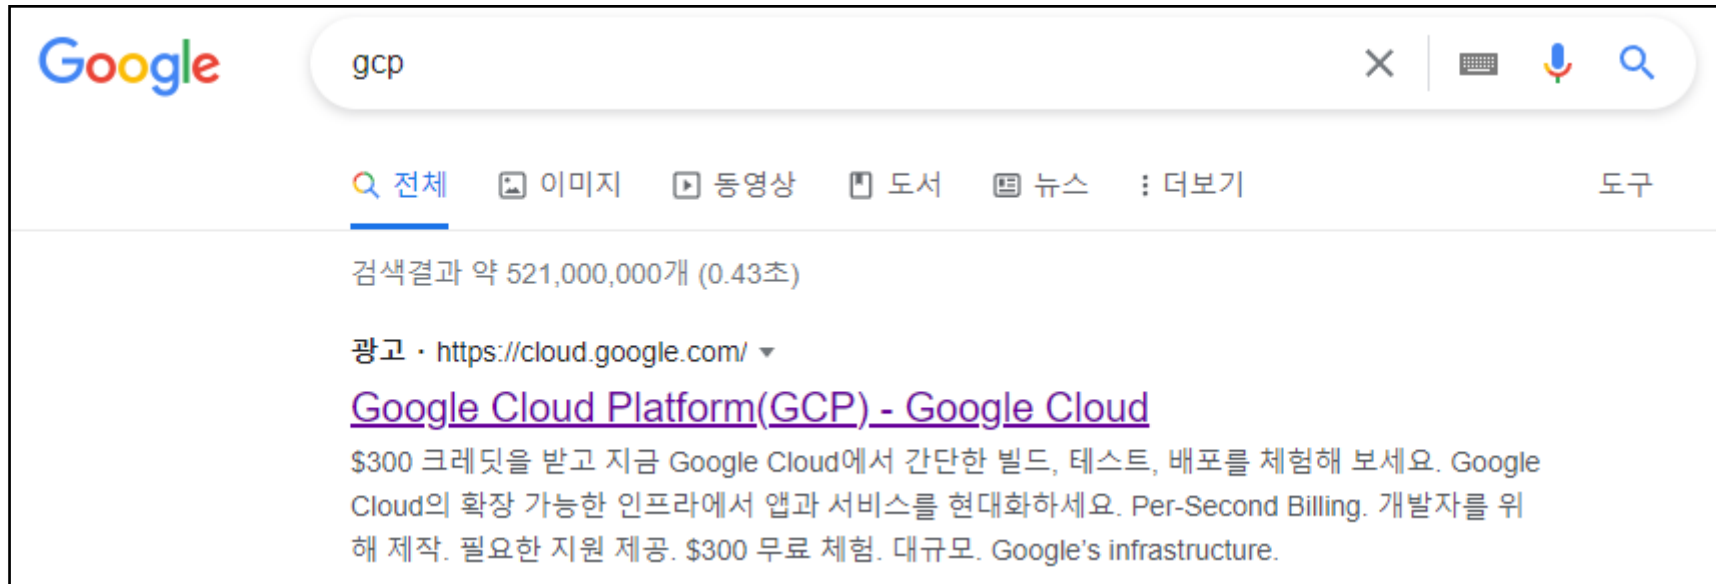 Google
gcp
전체 이미지 동영상 도서 뉴스 더보기 도구
검색결과 약 521,000,000개 (0.43초)
광고 · https://cloud.google.com/
Google Cloud Platform(GCP) - Google Cloud
$300 크레딧을 받고 지금 Google Cloud에서 간단한 빌드, 테스트, 배포를 체험해 보세요. Google
Cloud의 확장 가능한 인프라에서 앱과 서비스를 현대화하세요. Per-Second Billing. 개발자를 위
해 제작. 필요한 지원 제공. $300 무료 체험. 대규모. Google’s infrastructure.